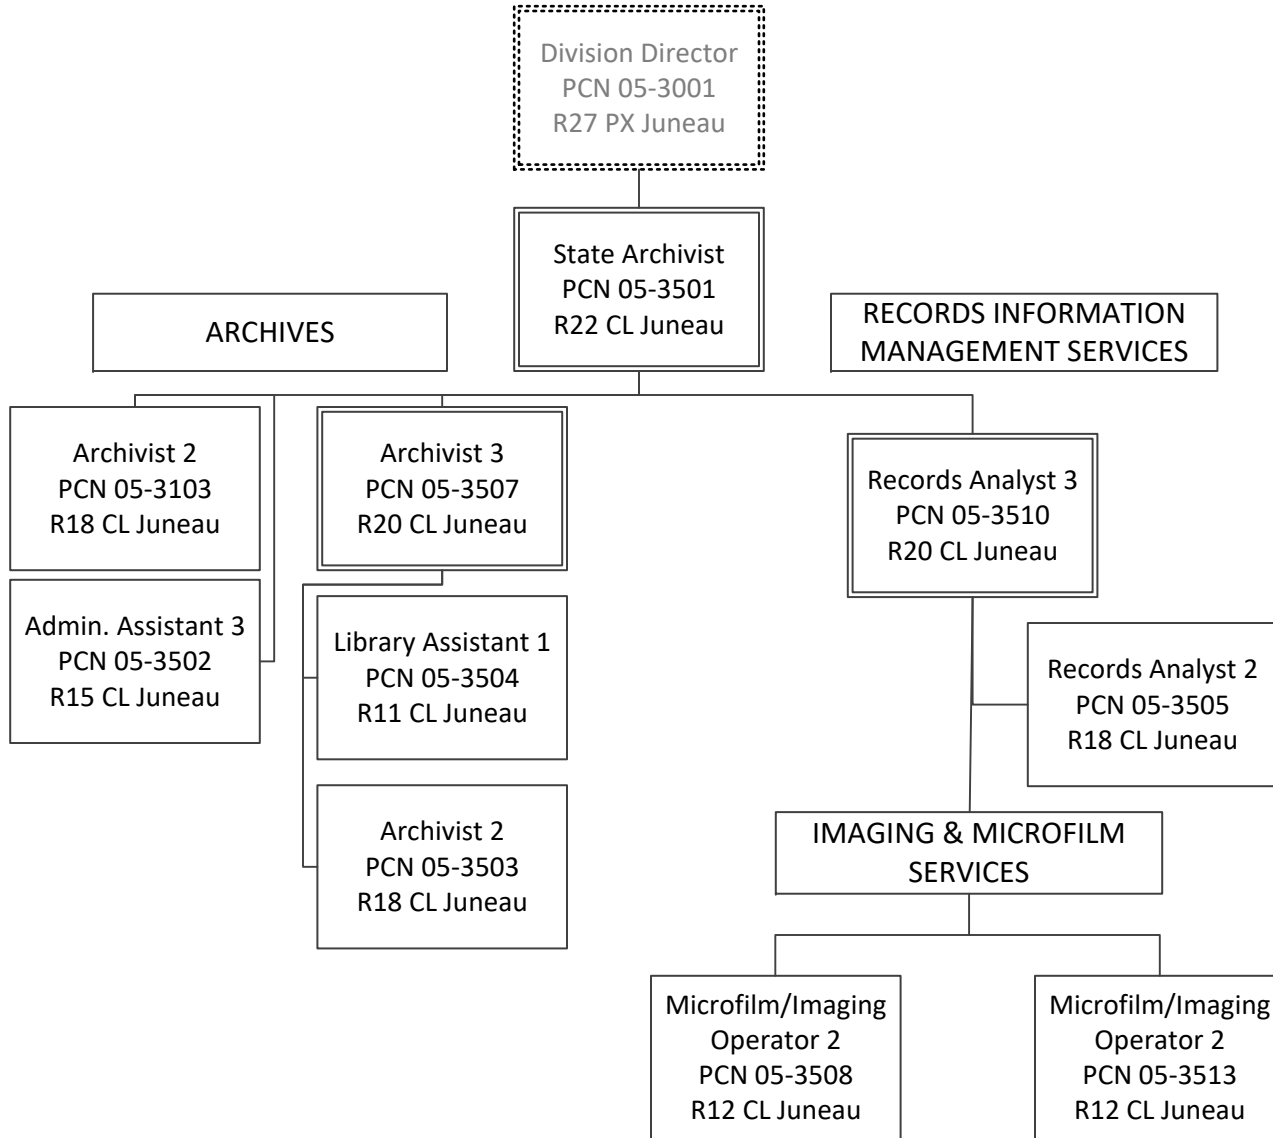 Division Director
PCN 05-3001
R27 PX Juneau
State Archivist
PCN 05-3501
R22 CL Juneau
ARCHIVES
RECORDS INFORMATION
MANAGEMENT SERVICES
Archivist 2
PCN 05-3103
R18 CL Juneau
Archivist 3
PCN 05-3507
R20 CL Juneau
Records Analyst 3
PCN 05-3510
R20 CL Juneau
Admin. Assistant 3
PCN 05-3502
R15 CL Juneau
Library Assistant 1
PCN 05-3504
R11 CL Juneau
Records Analyst 2
PCN 05-3505
R18 CL Juneau
Archivist 2
PCN 05-3503
R18 CL Juneau
IMAGING & MICROFILM
SERVICES
Microfilm/Imaging
Operator 2
PCN 05-3508
R12 CL Juneau
Microfilm/Imaging
Operator 2
PCN 05-3513
R12 CL Juneau